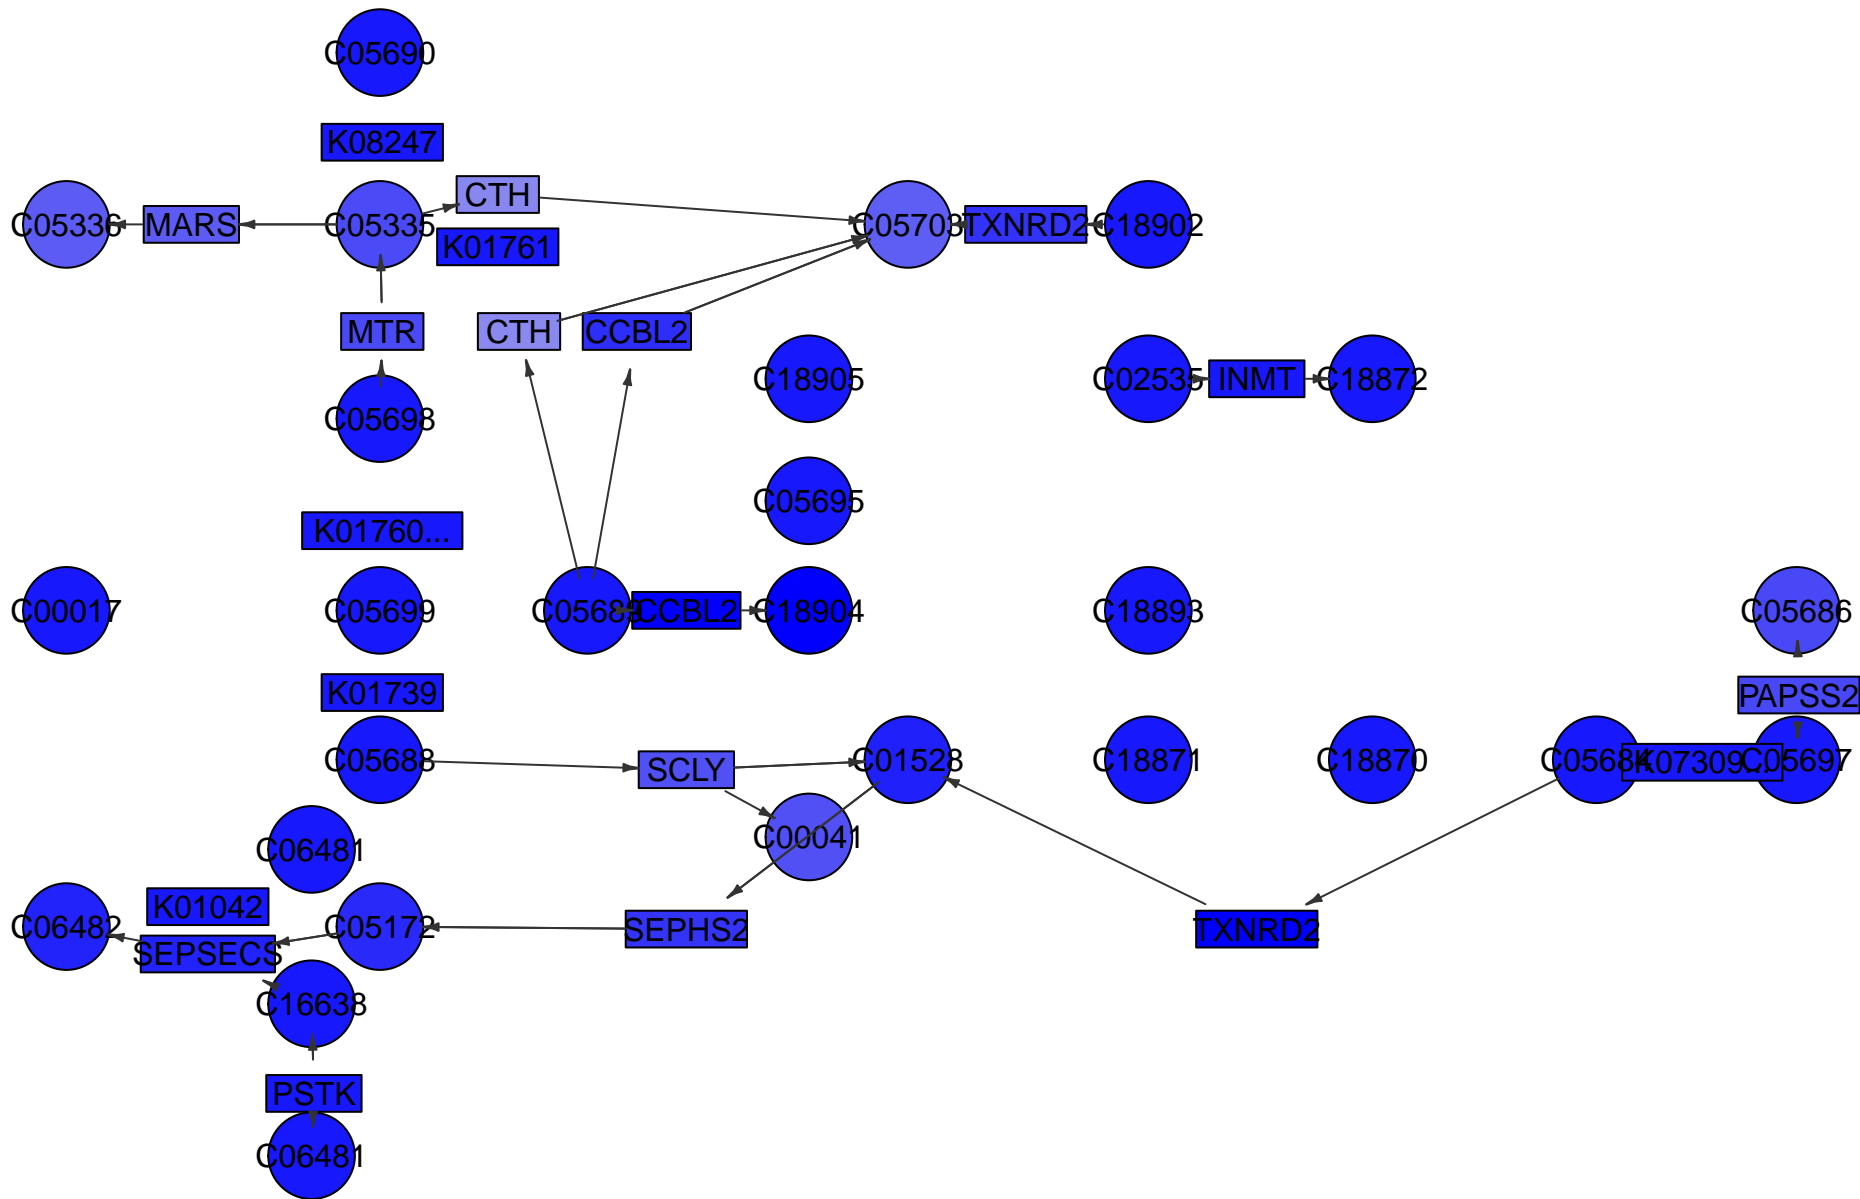 C05690
K08247
CTH
C05336
MARS
C05335
C05703
TXNRD2
C18902
K01761
MTR
CTH
CCBL2
C18905
C02535
INMT
C18872
C05698
C05695
K01760...
C00017
C05699
C05689
CCBL2
C18904
C18893
C05686
K01739
PAPSS2
C05688
SCLY
C01528
C18871
C18870
C05684
K07309...
C05697
C00041
C06481
K01042
C06482
C05172
SEPHS2
TXNRD2
SEPSECS
C16638
PSTK
C06481